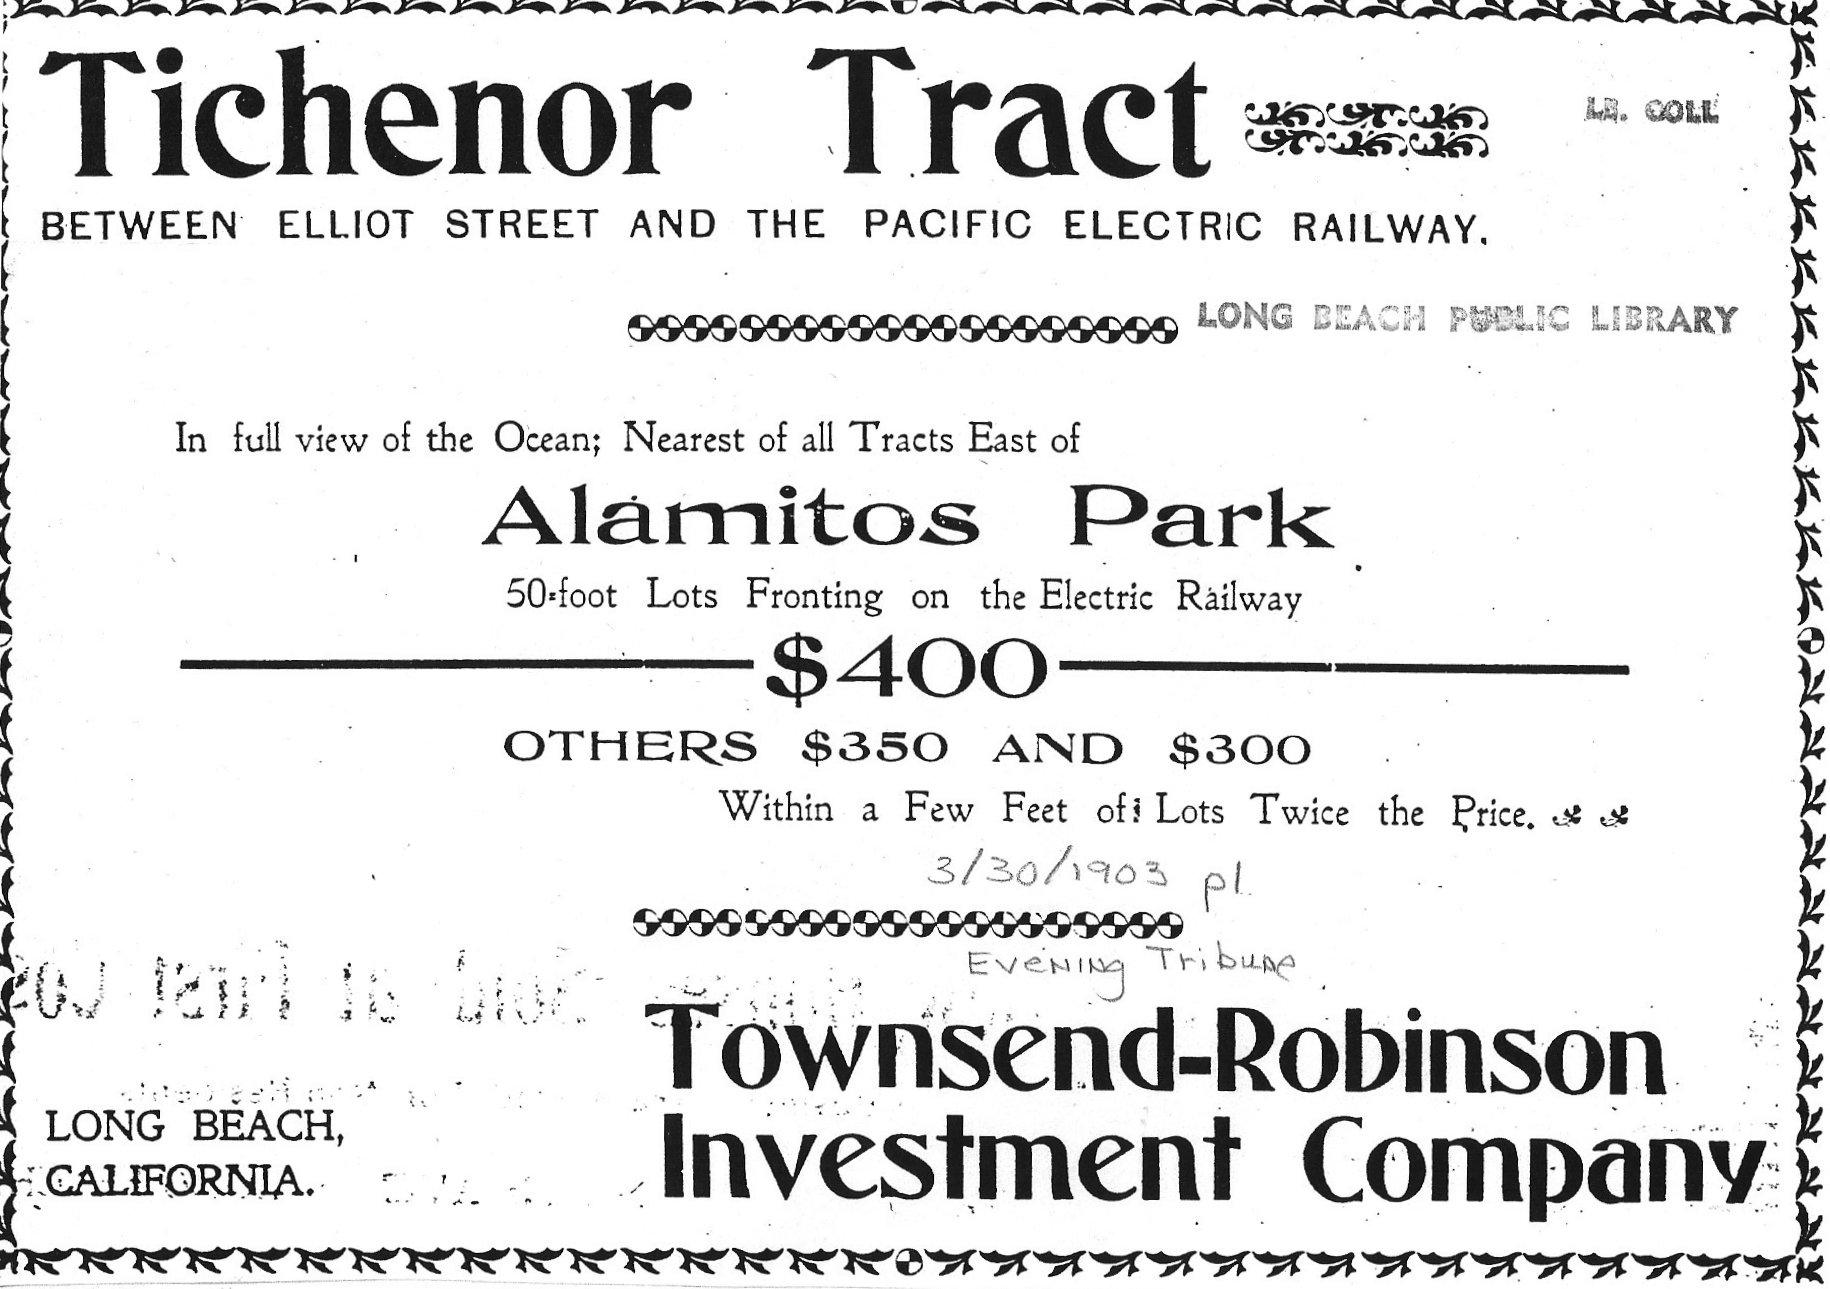 Tichenor Tract
LB. COLL
BETWEEN ELLIOT STREET AND THE PACIFIC ELECTRIC RAILWAY.
LONG BEACH PUBLIC LIBRARY
In full view of the Ocean; Nearest of all Tracts East of
Alamitos Park
50-foot Lots Fronting on the Electric Railway
$400
OTHERS $350 AND $300
Within a Few Feet of Lots Twice the Price.
3/30/1903 p1
Evening Tribune
Townsend-Robinson
Investment Company
LONG BEACH,
CALIFORNIA.